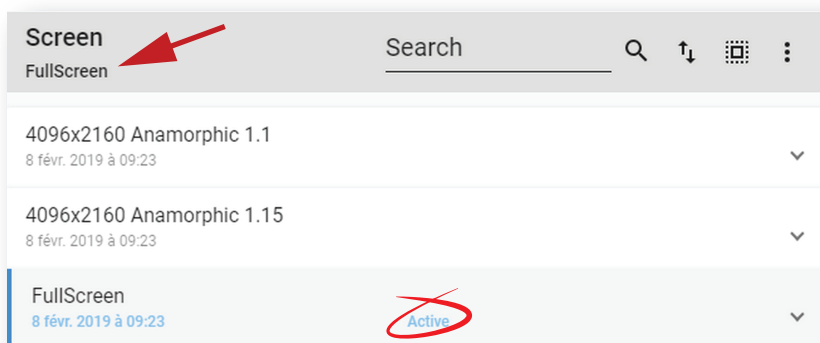 Screen
FullScreen
Search
4096x2160 Anamorphic 1.1
8 févr. 2019 à 09:23
4096x2160 Anamorphic 1.15
8 févr. 2019 à 09:23
FullScreen
8 févr. 2019 à 09:23
Active